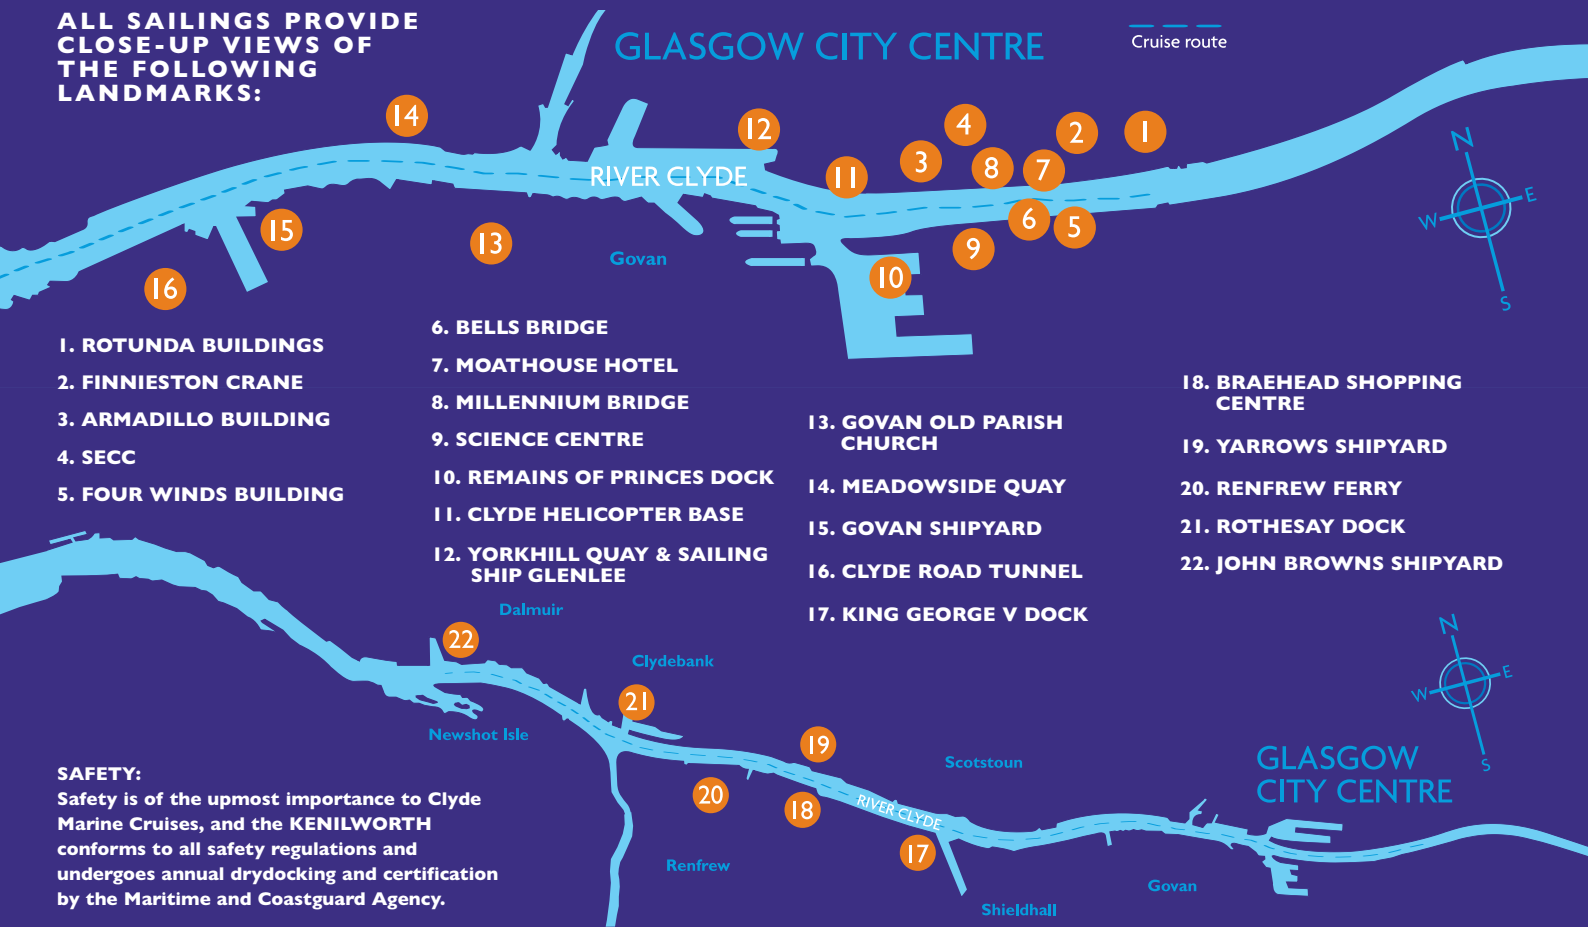 ALL SAILINGS PROVIDE
CLOSE-UP VIEWS OF
THE FOLLOWING
LANDMARKS:
GLASGOW CITY CENTRE
Cruise route
14
12
4
2
1
3
8
7
11
RIVER CLYDE
N
E
W
S
15
13
Govan
6
5
9
10
16
1. ROTUNDA BUILDINGS
2. FINNIESTON CRANE
3. ARMADILLO BUILDING
4. SECC
5. FOUR WINDS BUILDING
6. BELLS BRIDGE
7. MOATHOUSE HOTEL
8. MILLENNIUM BRIDGE
9. SCIENCE CENTRE
10. REMAINS OF PRINCES DOCK
11. CLYDE HELICOPTER BASE
12. YORKHILL QUAY & SAILING
SHIP GLENLEE
13. GOVAN OLD PARISH
CHURCH
14. MEADOWSIDE QUAY
15. GOVAN SHIPYARD
16. CLYDE ROAD TUNNEL
17. KING GEORGE V DOCK
18. BRAEHEAD SHOPPING
CENTRE
19. YARROWS SHIPYARD
20. RENFREW FERRY
21. ROTHESAY DOCK
22. JOHN BROWNS SHIPYARD
Dalmuir
22
Clydebank
21
Newshot Isle
19
Scotstoun
20
18
RIVER CLYDE
17
Renfrew
Govan
Shieldhall
GLASGOW
CITY CENTRE
N
E
W
S
SAFETY:
Safety is of the upmost importance to Clyde
Marine Cruises, and the KENILWORTH
conforms to all safety regulations and
undergoes annual drydocking and certification
by the Maritime and Coastguard Agency.